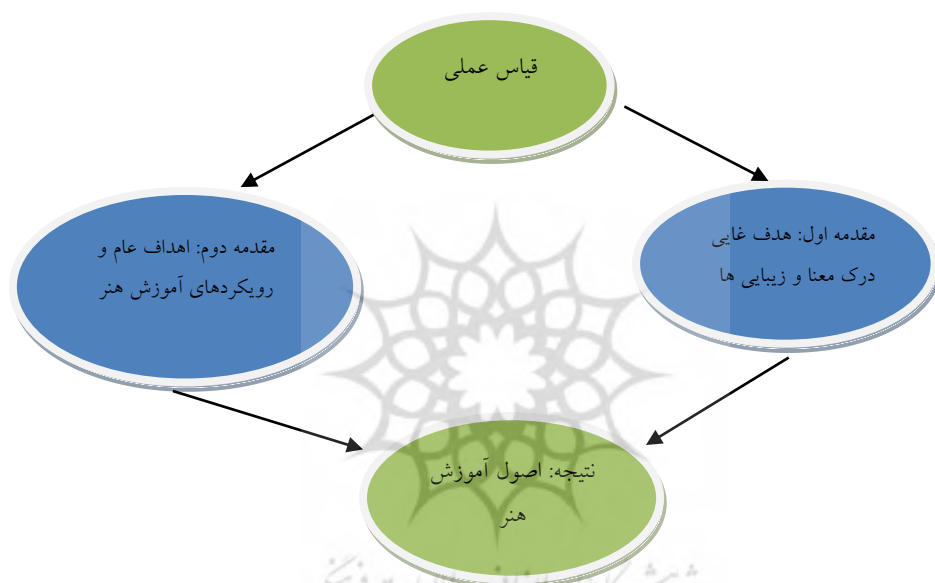 قیاس عملی
مقدمه اول: هدف غایی
درک معنا و زیبایی ها
مقدمه دوم: اهداف عام و
رویکردهای آموزش هنر
نتیجه: اصول آموزش
هنر